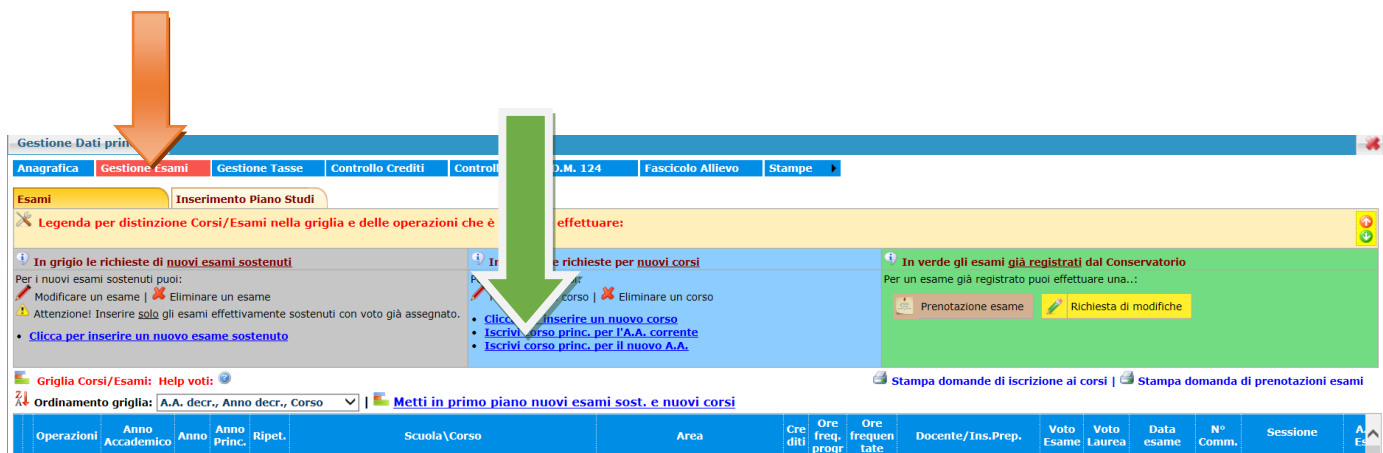 Gestione Dati prin
Anagrafica Gestione Esami Gestione Tasse Controllo Crediti Control D.M. 124 Fascicolo Allievo Stampe
Esami Inserimento Piano Studi
Legenda per distinzione Corsi/Esami nella griglia e delle operazioni che è effettuare:
In grigio le richieste di nuovi esami sostenuti
Per i nuovi esami sostenuti puoi:
Modificare un esame | Eliminare un esame
Attenzione! Inserire solo gli esami effettivamente sostenuti con voto già assegnato.
• Clicca per inserire un nuovo esame sostenuto
richieste per nuovi corsi
corso | Eliminare un corso
• Clicca inserire un nuovo corso
• Iscrivi corso princ. per l'A.A. corrente
• Iscrivi corso princ. per il nuovo A.A.
In verde gli esami già registrati dal Conservatorio
Per un esame già registrato puoi effettuare una..:
Prenotazione esame Richiesta di modifiche
Griglia Corsi/Esami: Help voti:
Stampa domande di iscrizione ai corsi | Stampa domanda di prenotazioni esami
Ordinamento griglia: A.A. decr., Anno decr., Corso | Metti in primo piano nuovi esami sost. e nuovi corsi
Operazioni Anno Accademico Anno Anno Princ. Ripet. Scuola\Corso Area Cre diti Ore freq. progr Ore frequen tate Docente/Ins.Prep. Voto Esame Voto Laurea Data esame N° Comm. Sessione